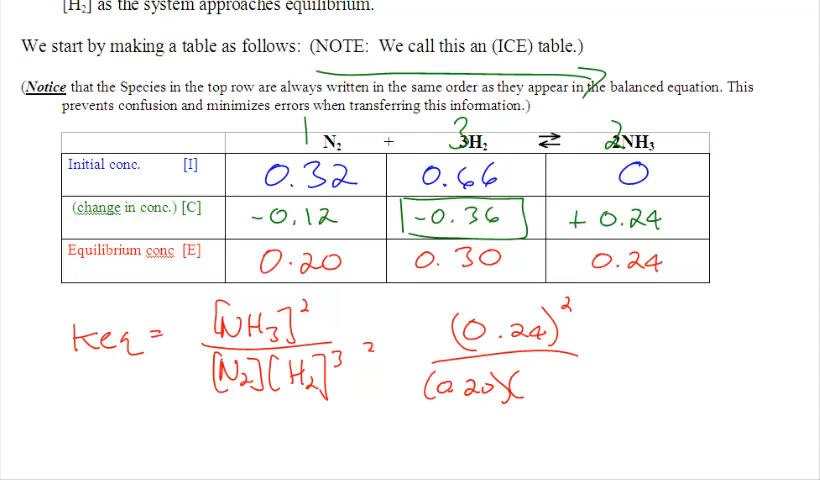 [H₂] as the system approaches equilibrium.
We start by making a table as follows: (NOTE: We call this an (ICE) table.)
(Notice that the Species in the top row are always written in the same order as they appear in the balanced equation. This
prevents confusion and minimizes errors when transferring this information.)
1 N₂ + 3H₂ ⇌ 2NH₃
Initial conc. [I] 0.32 0.66 0
(change in conc.) [C] -0.12 -0.36 + 0.24
Equilibrium conc [E] 0.20 0.30 0.24
Keq = [NH₃]² / [N₂][H₂]³ = (0.24)² / (0.20)(